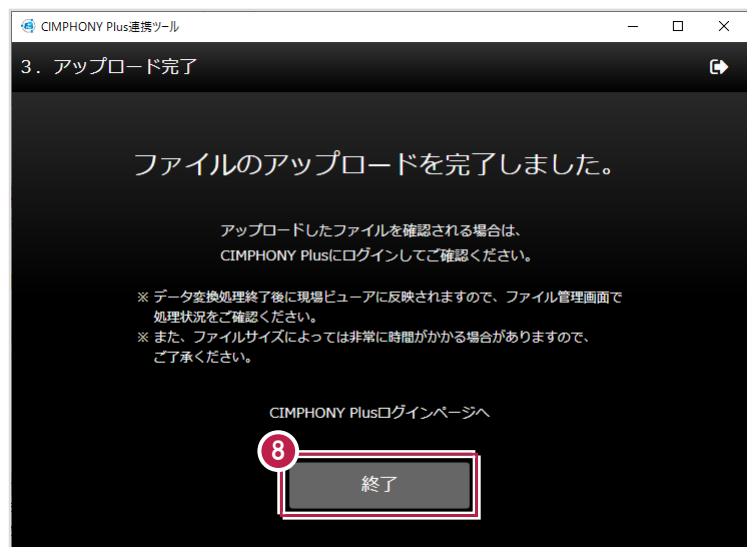 CIMPHONY Plus連携ツール
3. アップロード完了
ファイルのアップロードを完了しました。
アップロードしたファイルを確認される場合は、
CIMPHONY Plusにログインしてご確認ください。
※ データ変換処理終了後に現場ビューアに反映されますので、ファイル管理画面で
処理状況をご確認ください。
※ また、ファイルサイズによっては非常に時間がかかる場合がありますので、
ご了承ください。
CIMPHONY Plusログインページへ
8
終了